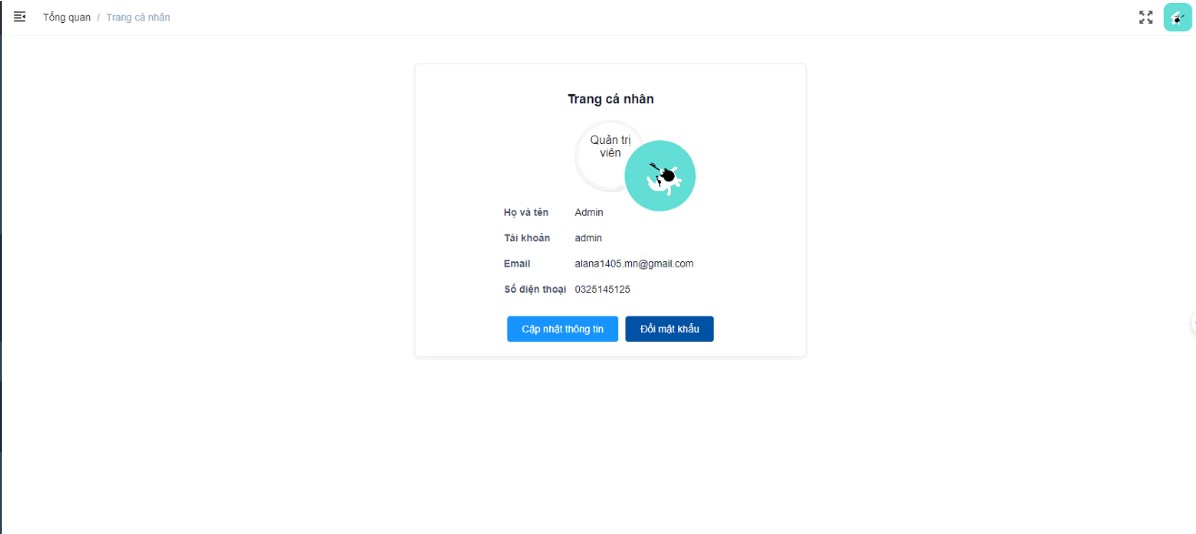 Tổng quan / Trang cá nhân
Trang cá nhân
Quản trị
viên
Họ và tên Admin
Tài khoản admin
Email alana1405.mn@gmail.com
Số điện thoại 0325145125
Cập nhật thông tin Đổi mật khẩu